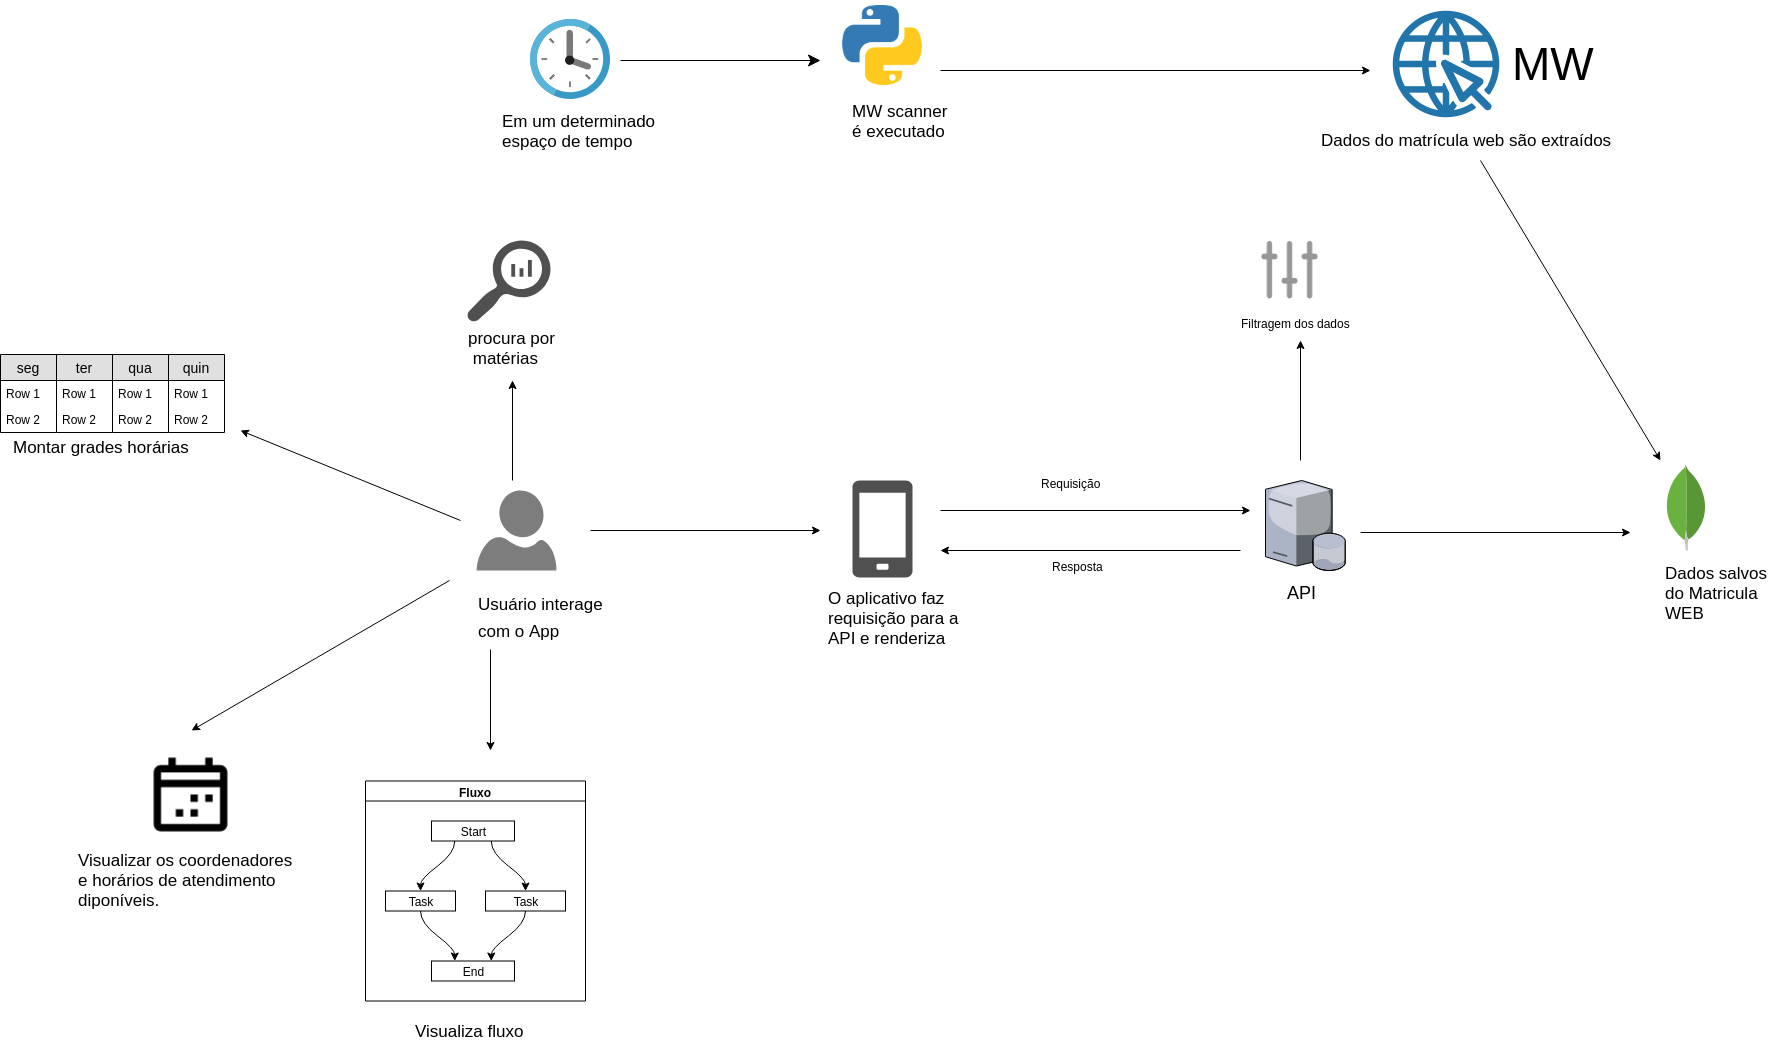 MW
Em um determinado
espaço de tempo
MW scanner
é executado
Dados do matrícula web são extraídos
procura por
matérias
Filtragem dos dados
seg ter qua quin
Row 1 Row 1 Row 1 Row 1
Row 2 Row 2 Row 2 Row 2
Montar grades horárias
Requisição
Resposta
Usuário interage
com o App
O aplicativo faz
requisição para a
API e renderiza
API
Dados salvos
do Matricula
WEB
Visualizar os coordenadores
e horários de atendimento
diponíveis.
Fluxo
Start
Task Task
End
Visualiza fluxo